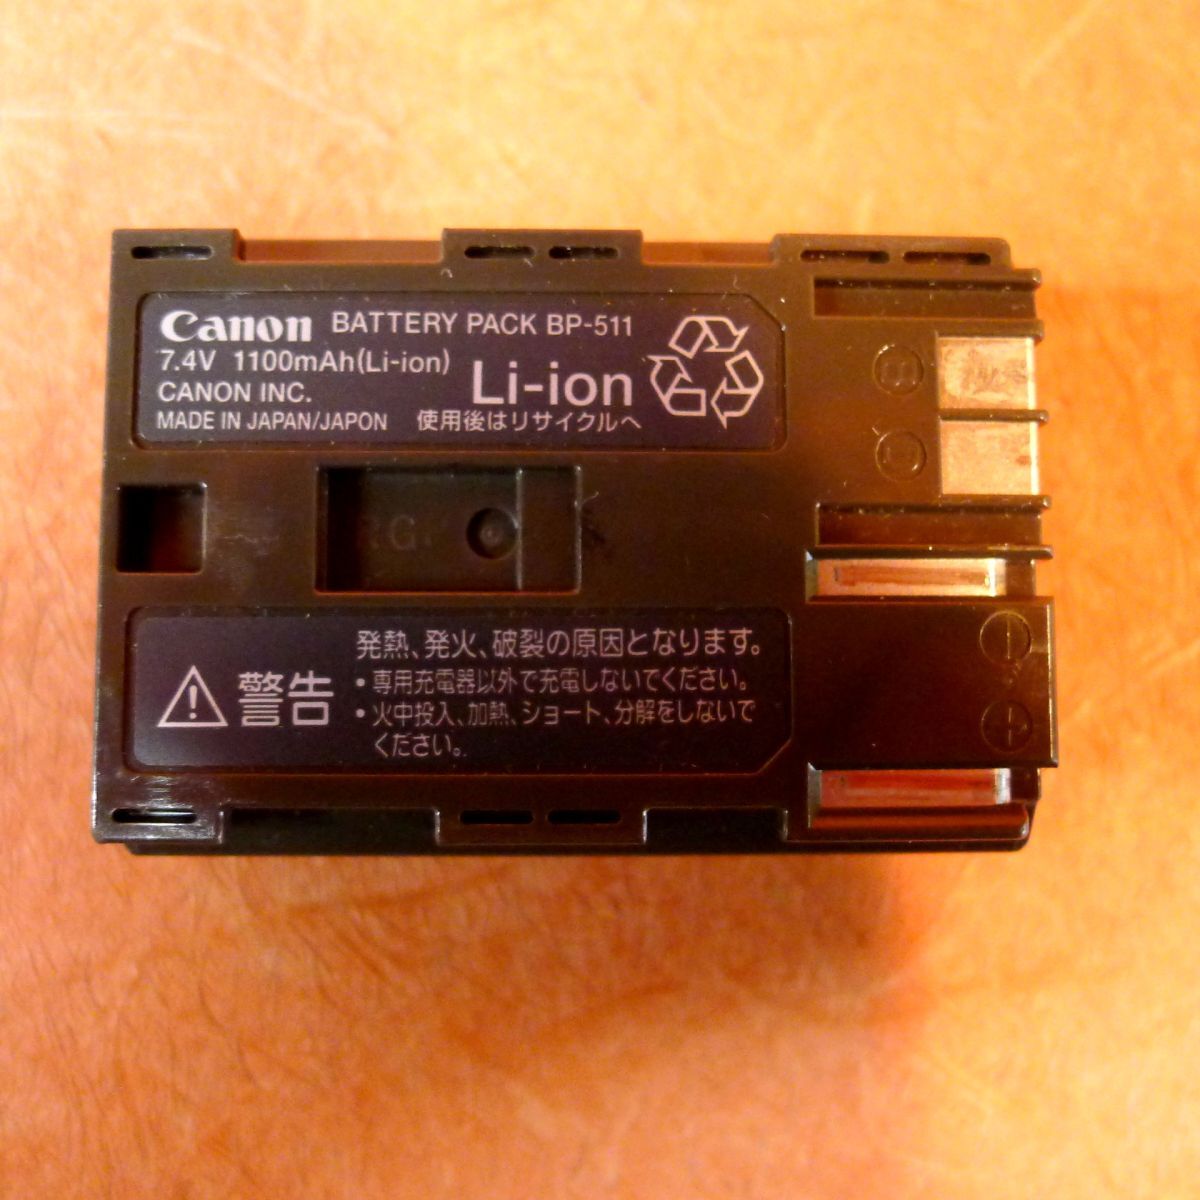 Canon BATTERY PACK BP-511
7.4V 1100mAh(Li-ion)
CANON INC.
Li-ion
MADE IN JAPAN/JAPON 使用後はリサイクルへ
警告
発熱、発火、破裂の原因となります。
・専用充電器以外で充電しないでください。
・火中投入、加熱、ショート、分解をしないで
ください。